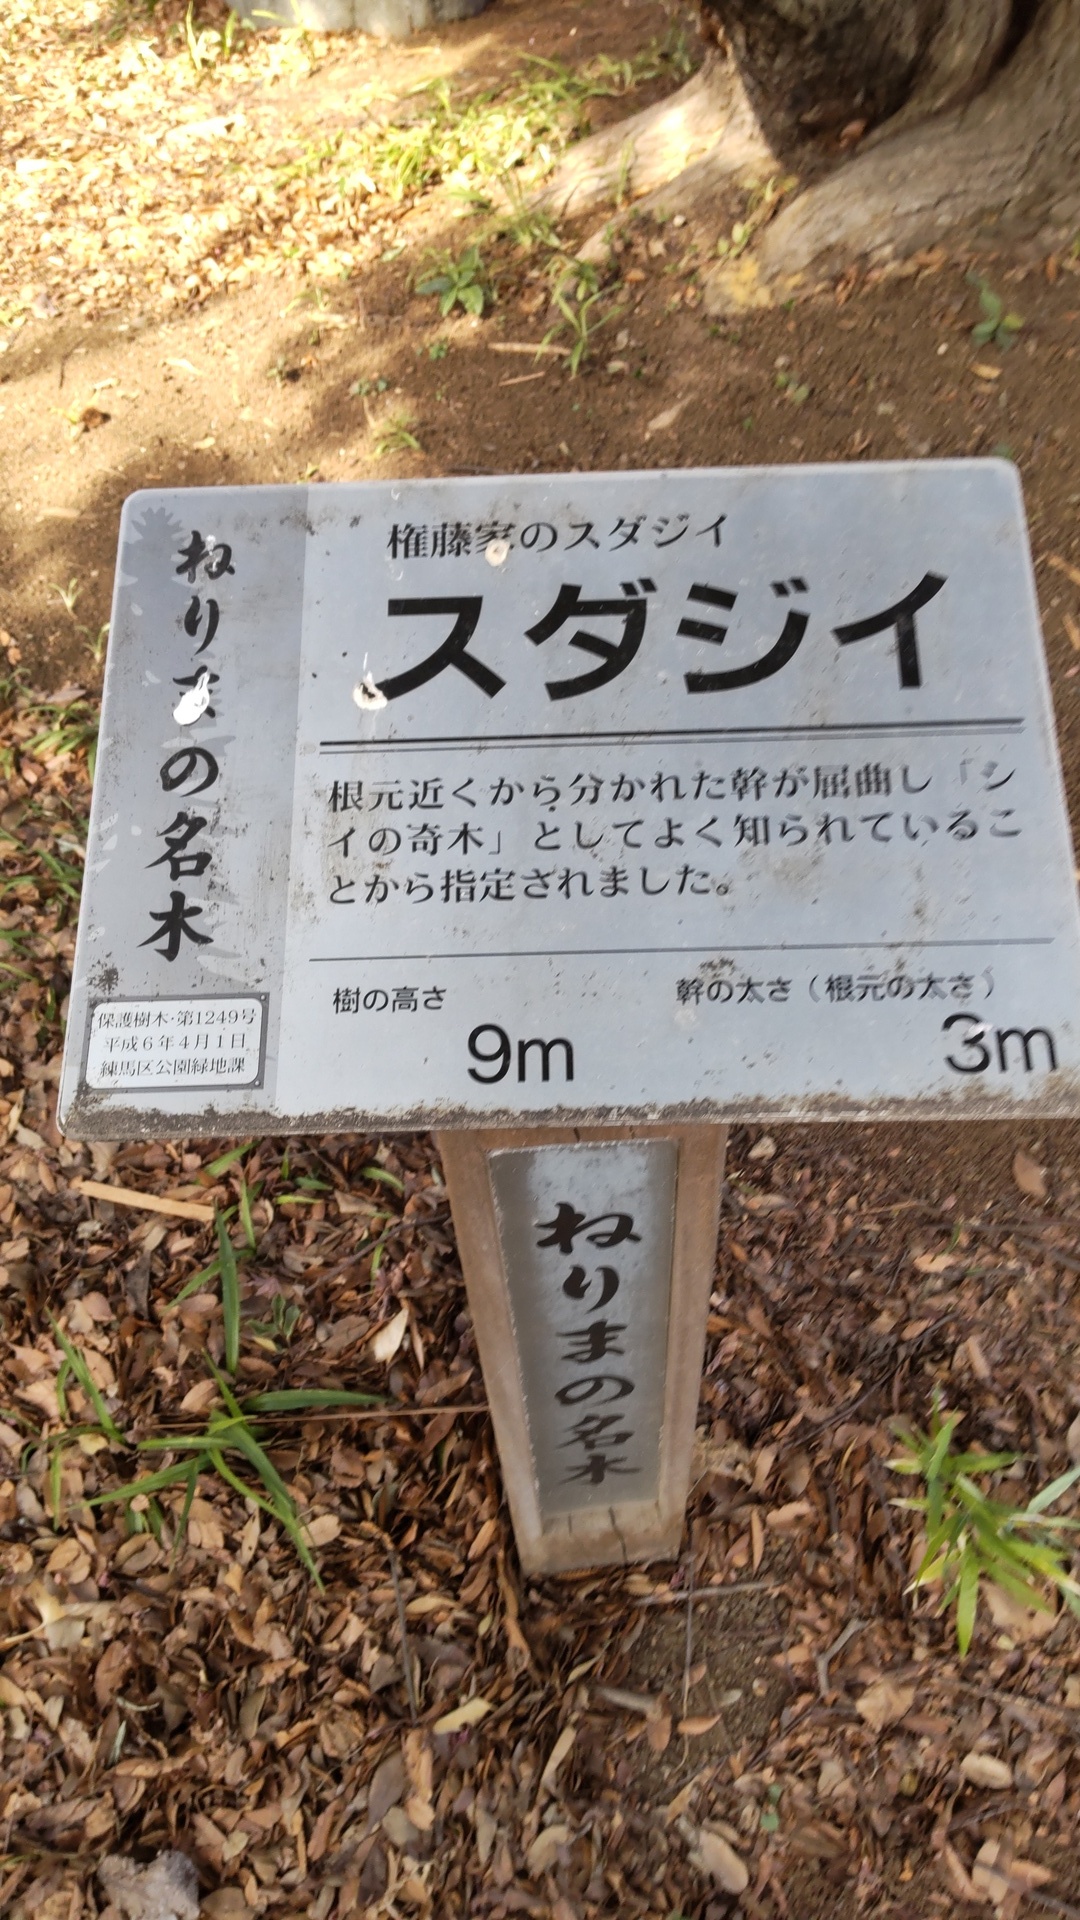 ねりまの名木
権藤家のスダジイ
スダジイ
根元近くから分かれた幹が屈曲し「シ
イの奇木」としてよく知られているこ
とから指定されました。
樹の高さ
9m
幹の太さ（根元の太さ）
3m
保護樹木・第1249号
平成6年4月1日
練馬区公園緑地課
ねりまの名木